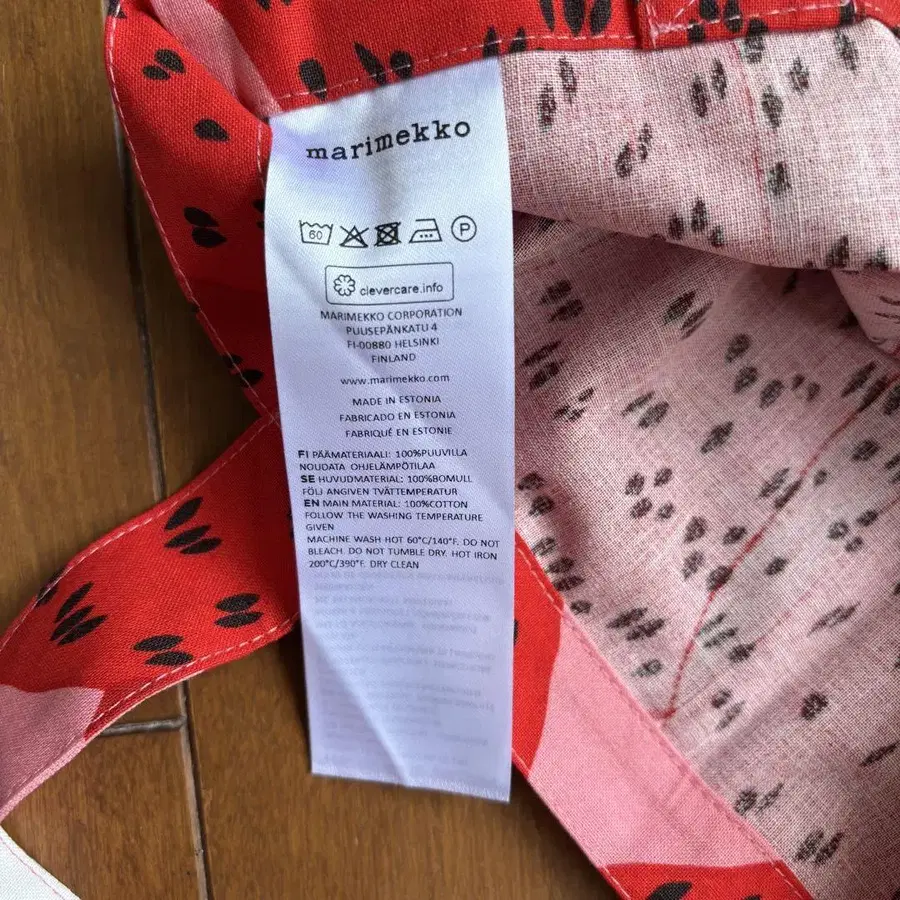 marimekko
60 P
clevercare.info
MARIMEKKO CORPORATION
PUUSEPÄNKATU 4
FI-00880 HELSINKI
FINLAND
www.marimekko.com
MADE IN ESTONIA
FABRICADO EN ESTONIA
FABRIQUÉ EN ESTONIE
FI PÄÄMATERIAALI: 100%PUUVILLA
NOUDATA OHJELÄMPÖTILAA
SE HUVUDMATERIAL: 100%BOMULL
FÖLJ ANGIVEN TVÄTTEMPERATUR
EN MAIN MATERIAL: 100%COTTON
FOLLOW THE WASHING TEMPERATURE
GIVEN
MACHINE WASH HOT 60°C/140°F. DO NOT
BLEACH. DO NOT TUMBLE DRY. HOT IRON
200°C/390°F. DRY CLEAN